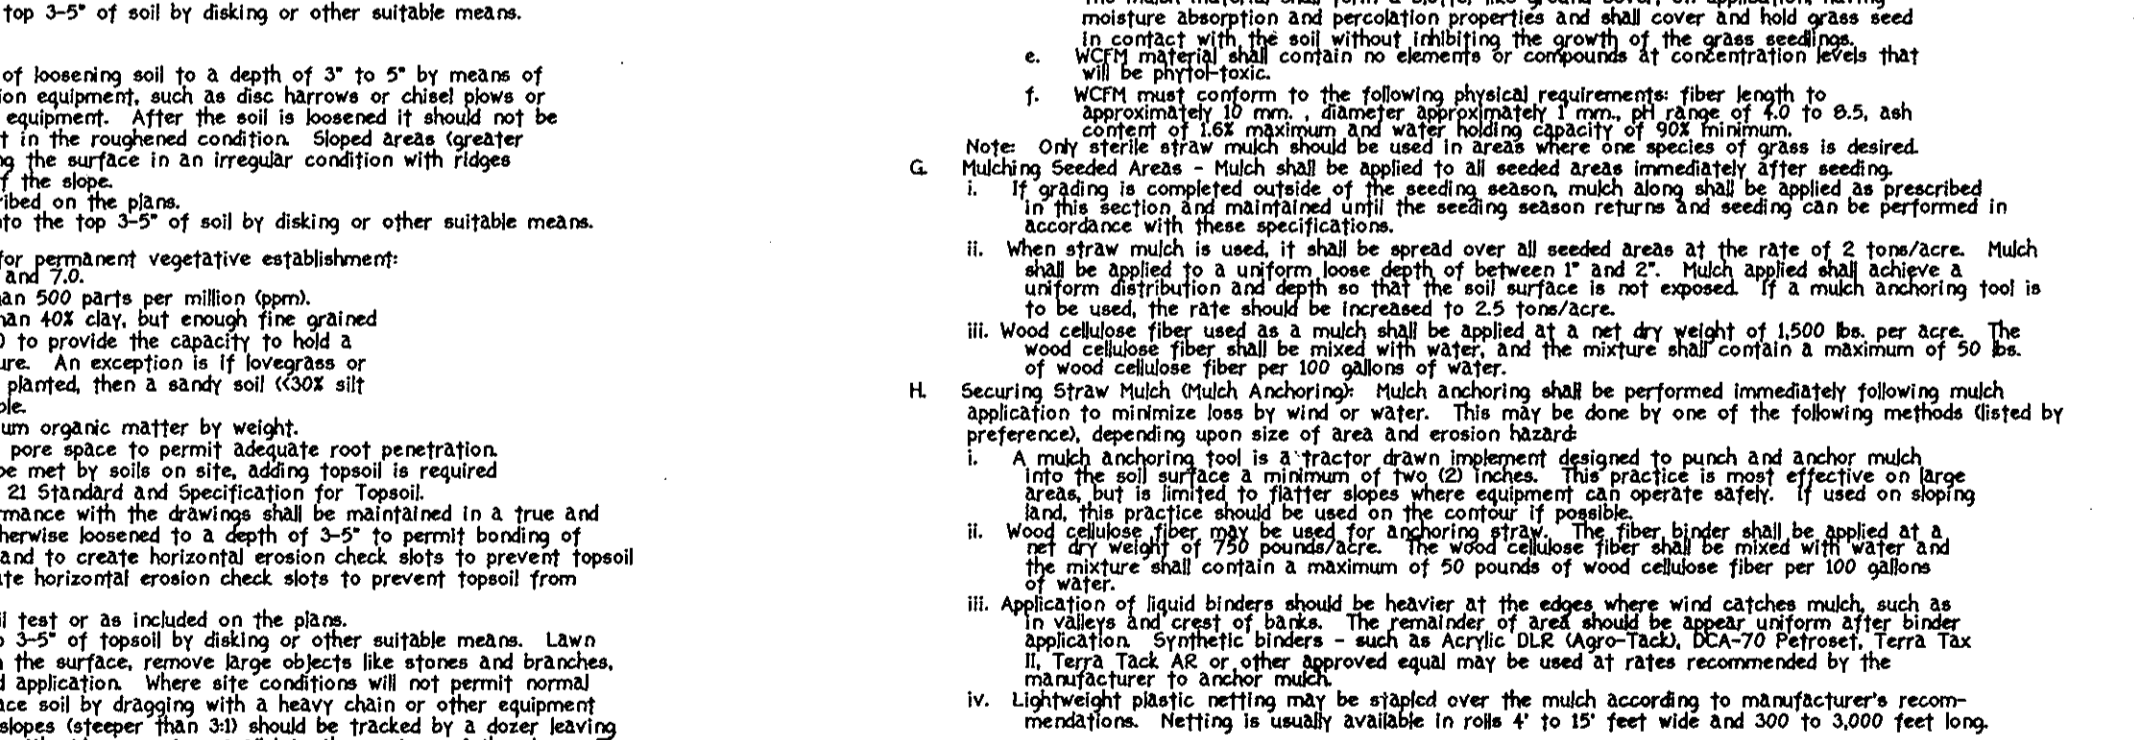 top 3-5" of soil by disking or other suitable means.
of loosening soil to a depth of 3" to 5" by means of
ion equipment, such as disc harrows or chisel plows or
equipment. After the soil is loosened it should not be
t in the roughened condition. Sloped areas (greater
ng the surface in an irregular condition with ridges
f the slope.
ribed on the plans.
nto the top 3-5" of soil by disking or other suitable means.
for permanent vegetative establishment:
and 7.0.
an 500 parts per million (ppm).
han 40% clay, but enough fine grained
) to provide the capacity to hold a
ure. An exception is if lovegrass or
planted, then a sandy soil (<30% silt
ble.
um organic matter by weight.
pore space to permit adequate root penetration.
be met by soils on site, adding topsoil is required
21 Standard and Specification for Topsoil.
rmance with the drawings shall be maintained in a true and
herwise loosened to a depth of 3-5" to permit bonding of
and to create horizontal erosion check slots to prevent topsoil
te horizontal erosion check slots to prevent topsoil from
il test or as included on the plans.
o 3-5" of topsoil by disking or other suitable means. Lawn
n the surface, remove large objects like stones and branches,
d application. Where site conditions will not permit normal
ace soil by dragging with a heavy chain or other equipment
slopes (steeper than 3:1) should be tracked by a dozer leaving
moisture absorption and percolation properties and shall cover and hold grass seed
in contact with the soil without inhibiting the growth of the grass seedlings.
e. WCFM material shall contain no elements or compounds at concentration levels that
will be phytol-toxic.
f. WCFM must conform to the following physical requirements: fiber length to
approximately 10 mm. , diameter approximately 1 mm., pH range of 4.0 to 8.5, ash
content of 1.6% maximum and water holding capacity of 90% minimum.
Note: Only sterile straw mulch should be used in areas where one species of grass is desired.
G. Mulching Seeded Areas - Mulch shall be applied to all seeded areas immediately after seeding.
i. If grading is completed outside of the seeding season, mulch along shall be applied as prescribed
in this section and maintained until the seeding season returns and seeding can be performed in
accordance with these specifications.
ii. When straw mulch is used, it shall be spread over all seeded areas at the rate of 2 tons/acre. Mulch
shall be applied to a uniform loose depth of between 1" and 2". Mulch applied shall achieve a
uniform distribution and depth so that the soil surface is not exposed. If a mulch anchoring tool is
to be used, the rate should be increased to 2.5 tons/acre.
iii. Wood cellulose fiber used as a mulch shall be applied at a net dry weight of 1,500 lbs. per acre. The
wood cellulose fiber shall be mixed with water, and the mixture shall contain a maximum of 50 lbs.
of wood cellulose fiber per 100 gallons of water.
H. Securing Straw Mulch (Mulch Anchoring): Mulch anchoring shall be performed immediately following mulch
application to minimize loss by wind or water. This may be done by one of the following methods (listed by
preference), depending upon size of area and erosion hazard:
i. A mulch anchoring tool is a tractor drawn implement designed to punch and anchor mulch
into the soil surface a minimum of two (2) inches. This practice is most effective on large
areas, but is limited to flatter slopes where equipment can operate safely. If used on sloping
land, this practice should be used on the contour if possible.
ii. Wood cellulose fiber may be used for anchoring straw. The fiber binder shall be applied at a
net dry weight of 750 pounds/acre. The wood cellulose fiber shall be mixed with water and
the mixture shall contain a maximum of 50 pounds of wood cellulose fiber per 100 gallons
of water.
iii. Application of liquid binders should be heavier at the edges where wind catches mulch, such as
in valleys and crest of banks. The remainder of area should be appear uniform after binder
application. Synthetic binders - such as Acrylic DLR (Agro-Tack), DCA-70 Petroset, Terra Tax
II, Terra Tack AR or other approved equal may be used at rates recommended by the
manufacturer to anchor mulch.
iv. Lightweight plastic netting may be stapled over the mulch according to manufacturer's recom-
mendations. Netting is usually available in rolls 4' to 15' feet wide and 300 to 3,000 feet long.